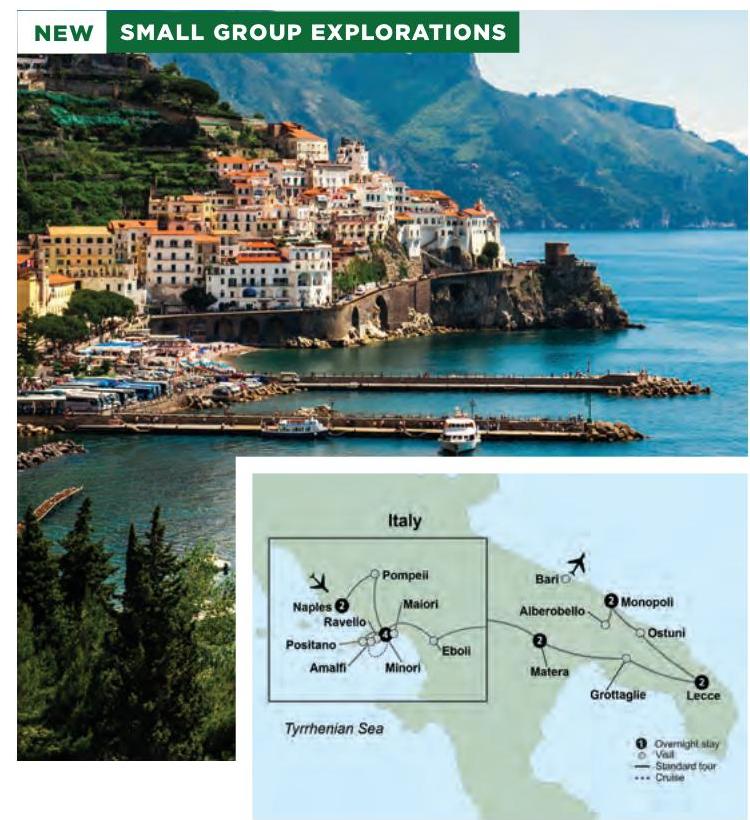 NEW SMALL GROUP EXPLORATIONS
Italy
Pompeii
Bari
Naples 2
Maiori
2 Monopoli
Ravello
Alberobello
4
Ostuni
Positano
2
Eboli
Amalfi
Minori
Matera
2
Grottaglie
Lecce
Tyrrhenian Sea
1 Overnight stay
Visit
Standard tour
Cruise